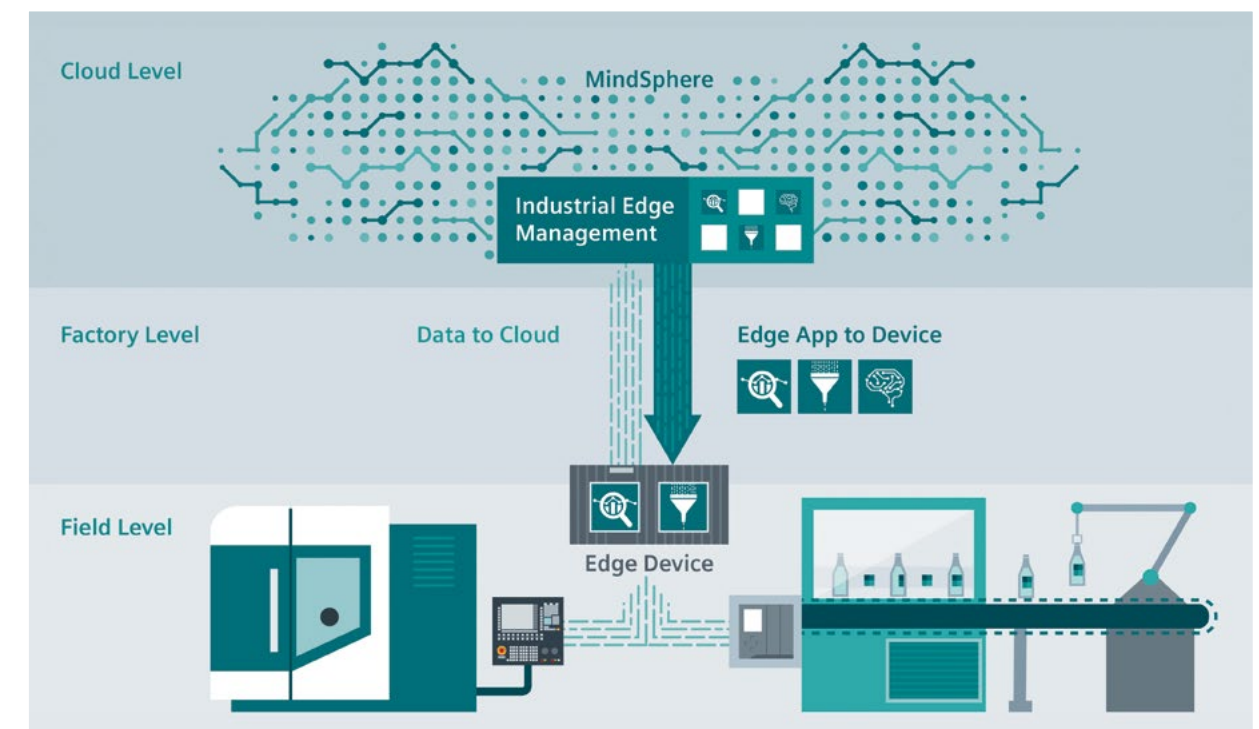 Cloud Level
MindSphere
Industrial Edge
Management
Factory Level
Data to Cloud
Edge App to Device
Field Level
Edge Device